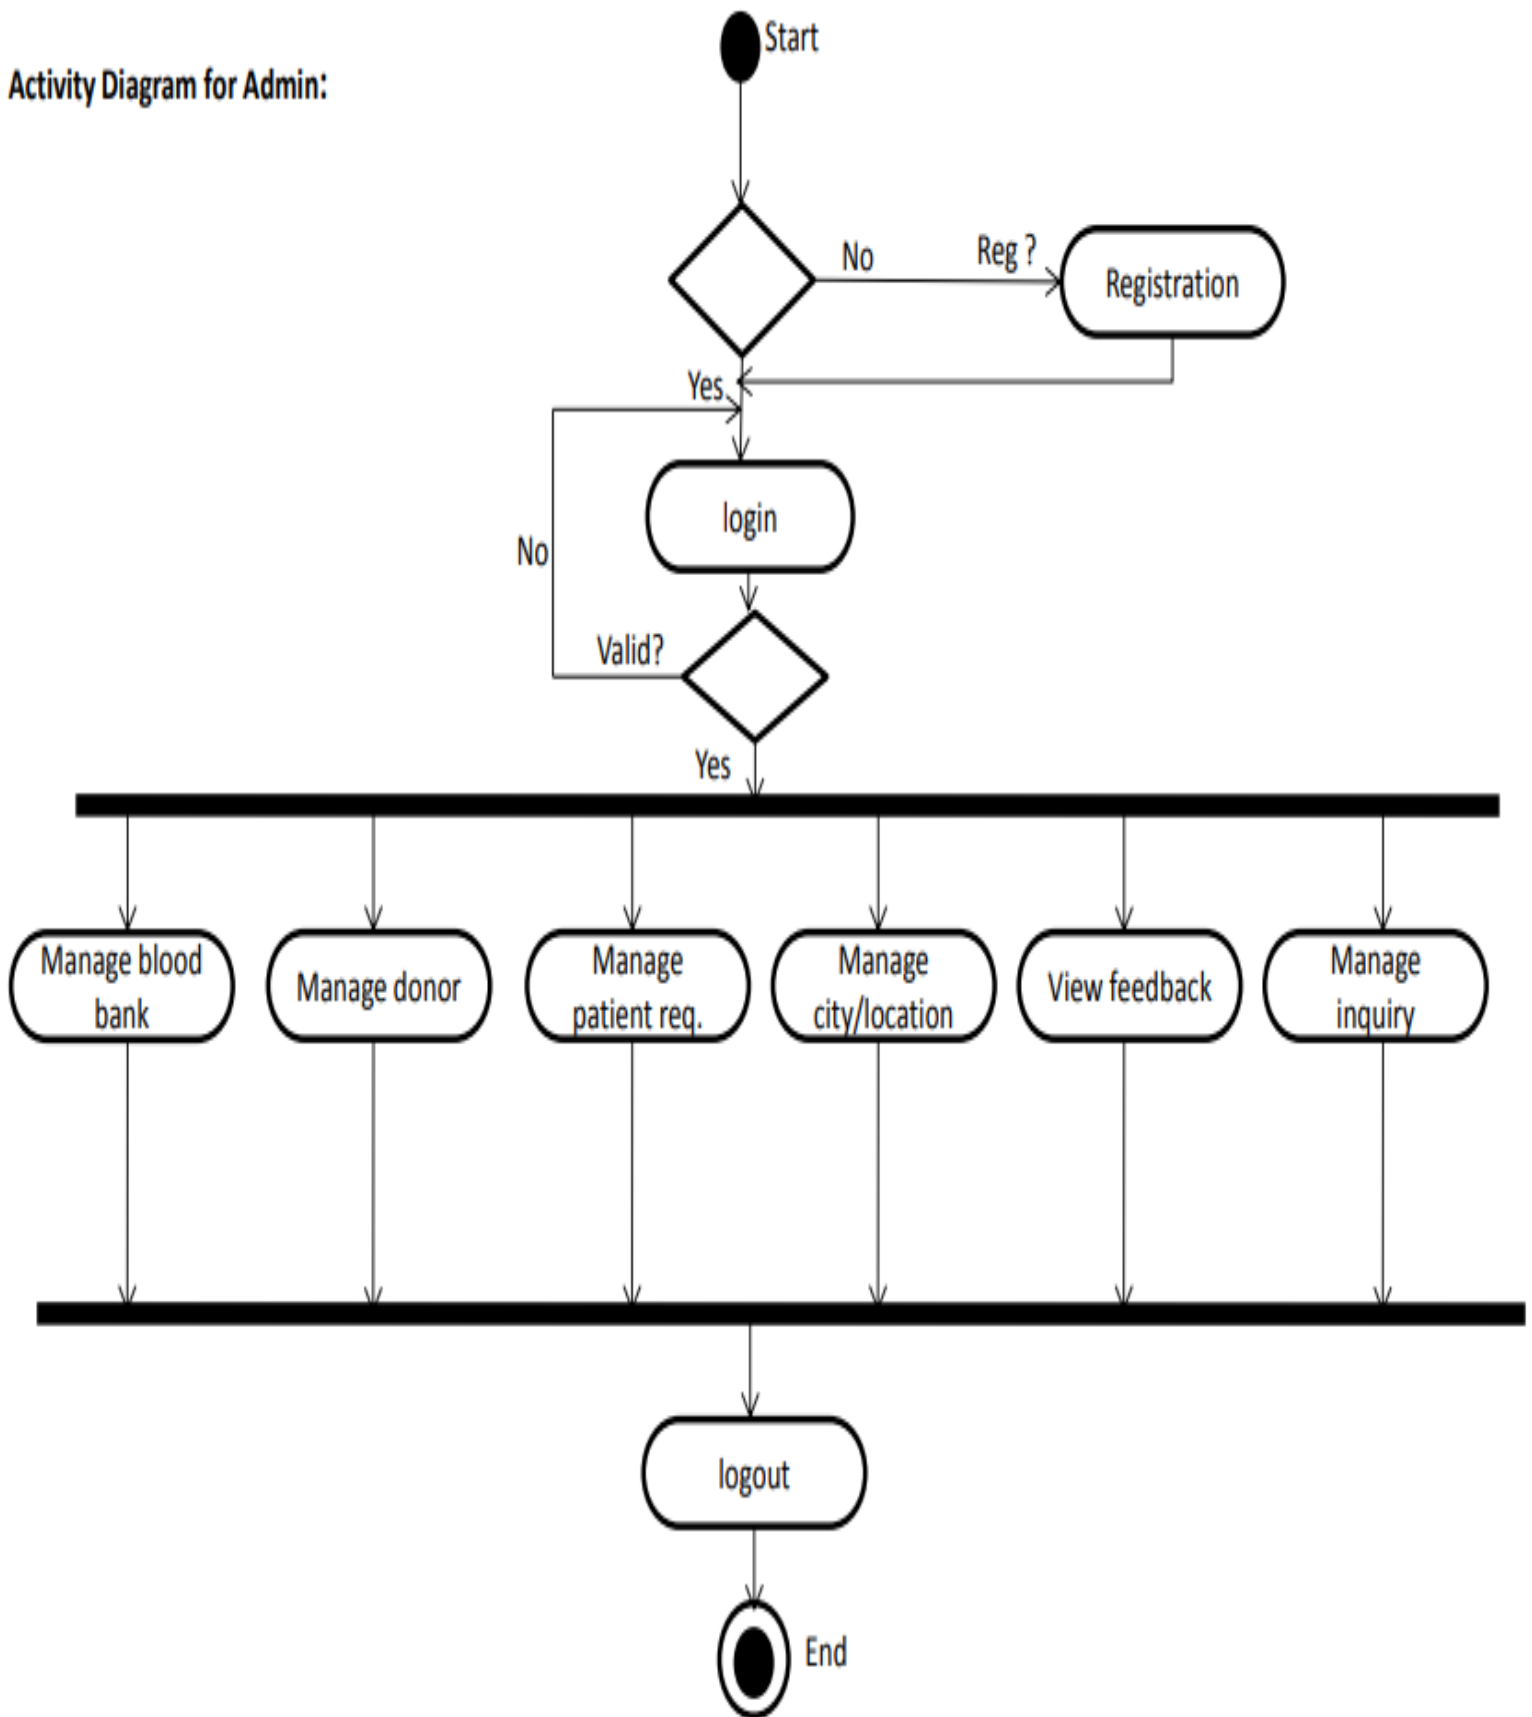 Start
Activity Diagram for Admin:
No
Reg ?
Registration
Yes
login
No
Valid?
Yes
Manage blood
bank
Manage donor
Manage
patient req.
Manage
city/location
View feedback
Manage
inquiry
logout
End